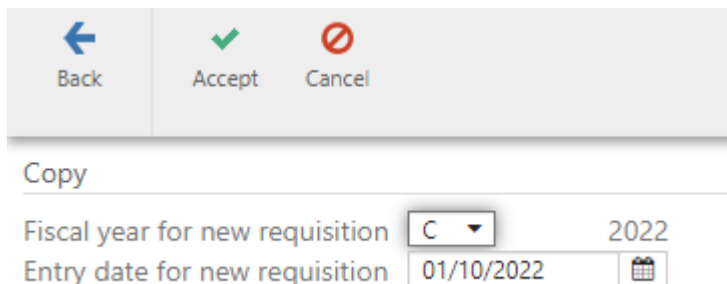 Back Accept Cancel
Copy
Fiscal year for new requisition C 2022
Entry date for new requisition 01/10/2022